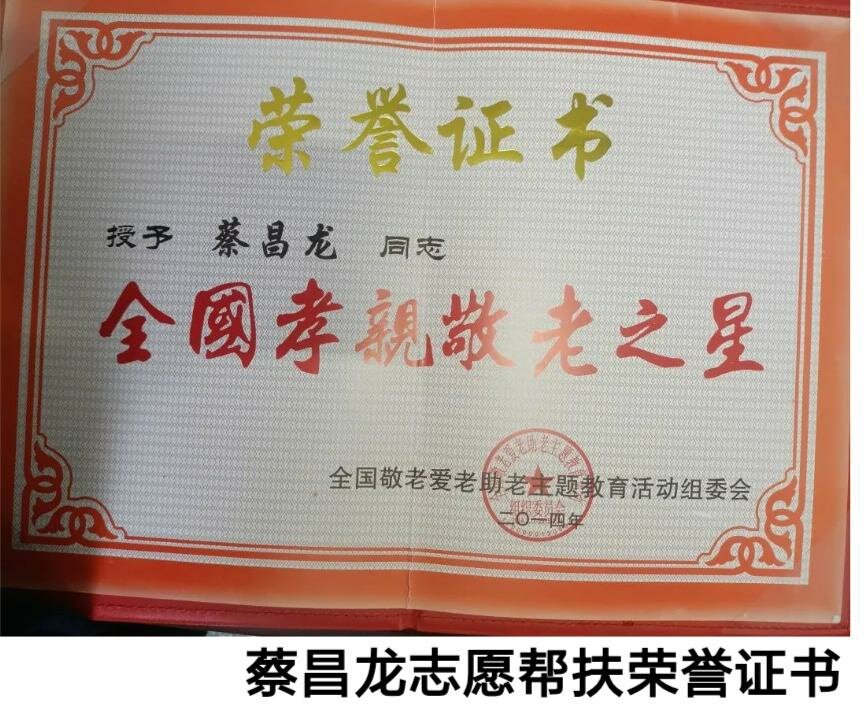 荣誉证书
授予 蔡昌龙 同志
全國孝親敬老之星
全国敬老爱老助老主题教育活动组委会
二〇一四年
蔡昌龙志愿帮扶荣誉证书